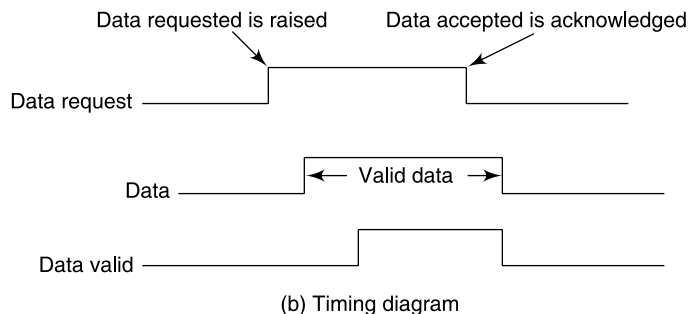 Data requested is raised
Data accepted is acknowledged
Data request
Data
Valid data
Data valid
(b) Timing diagram